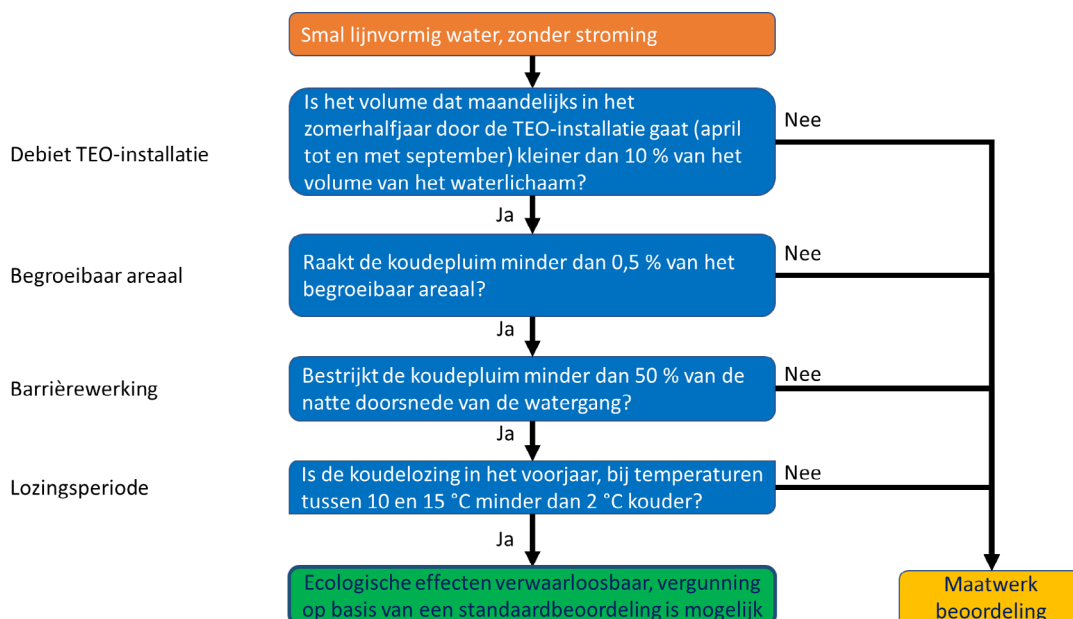 Smal lijnvormig water, zonder stroming
Debiet TEO-installatie
Is het volume dat maandelijks in het
zomerhalfjaar door de TEO-installatie gaat (april
tot en met september) kleiner dan 10 % van het
volume van het waterlichaam?
Nee
Ja
Begroeibaar areaal
Raakt de koudepluim minder dan 0,5 % van het
begroeibaar areaal?
Nee
Ja
Barrièrewerking
Bestrijkt de koudepluim minder dan 50 % van de
natte doorsnede van de watergang?
Nee
Ja
Lozingsperiode
Is de koudelozing in het voorjaar, bij temperaturen
tussen 10 en 15 °C minder dan 2 °C kouder?
Nee
Ja
Ecologische effecten verwaarloosbaar, vergunning
op basis van een standaardbeoordeling is mogelijk
Maatwerk
beoordeling